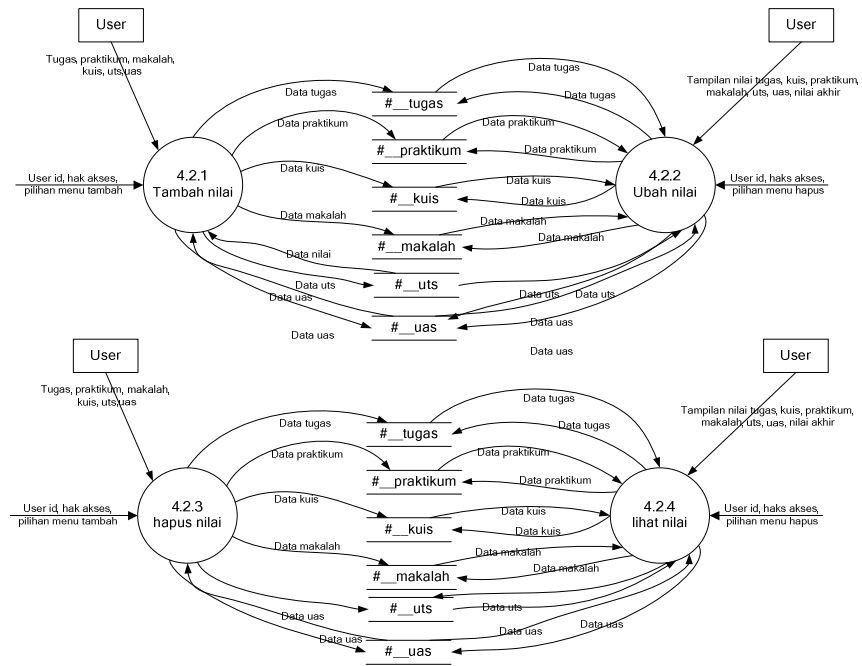 User
User
Tugas, praktikum, makalah,
kuis, uts,uas
Data tugas
Data tugas
Tampilan nilai tugas, kuis, praktikum,
makalah, uts, uas, nilai akhir
Data tugas
#__tugas
Data praktikum
Data praktikum
#__praktikum
Data praktikum
4.2.1
Tambah nilai
4.2.2
Ubah nilai
User id, hak akses,
pilihan menu tambah
Data kuis
Data kuis
#__kuis
Data kuis
User id, haks akses,
pilihan menu hapus
Data makalah
Data makalah
Data makalah
#__makalah
Data nilai
Data uts
#__uts
Data uas
Data uts
Data uts
Data uas
#__uas
Data uas
Data uas
User
User
Tugas, praktikum, makalah,
kuis, uts,uas
Data tugas
Data tugas
Tampilan nilai tugas, kuis, praktikum,
makalah, uts, uas, nilai akhir
Data tugas
#__tugas
Data praktikum
Data praktikum
#__praktikum
Data praktikum
4.2.3
hapus nilai
4.2.4
lihat nilai
User id, hak akses,
pilihan menu tambah
Data kuis
Data kuis
#__kuis
Data kuis
User id, haks akses,
pilihan menu hapus
Data makalah
Data makalah
Data makalah
#__makalah
#__uts
Data uts
Data uas
Data uas
Data uas
Data uas
#__uas